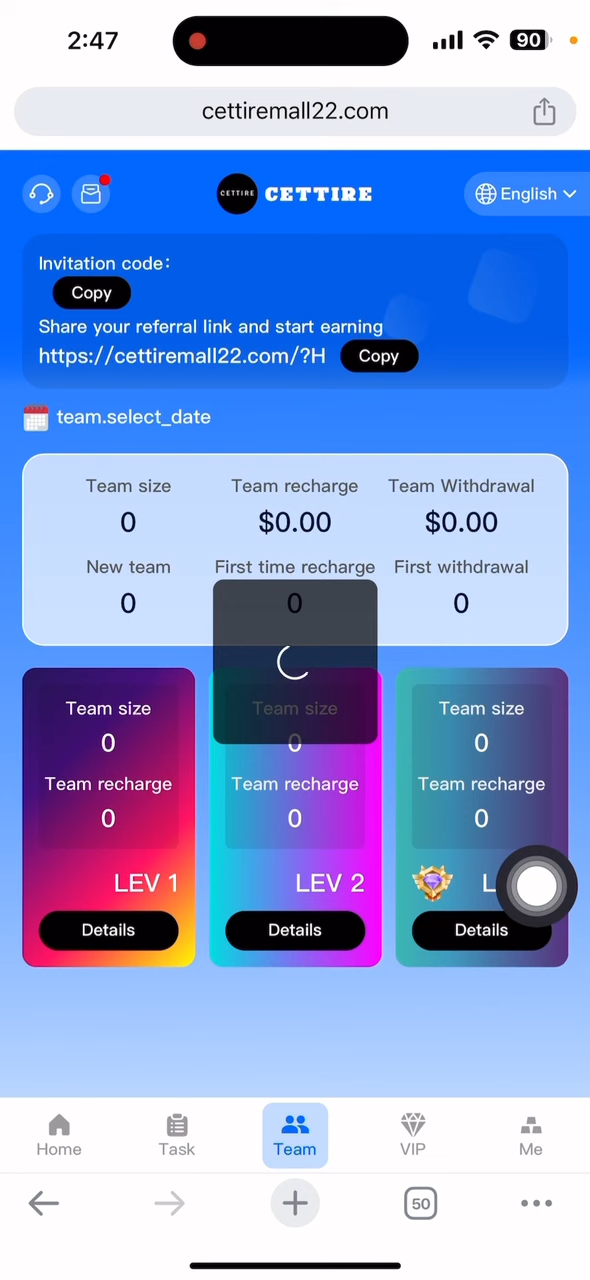 2:47
90
cettiremall22.com
CETTIRE CETTIRE
English
Invitation code:
Copy
Share your referral link and start earning
https://cettiremall22.com/?H Copy
team.select_date
Team size Team recharge Team Withdrawal
0 $0.00 $0.00
New team First time recharge First withdrawal
0 0 0
Team size Team size Team size
0 0 0
Team recharge Team recharge Team recharge
0 0 0
LEV 1 LEV 2 L
Details Details Details
Home Task Team VIP Me
50